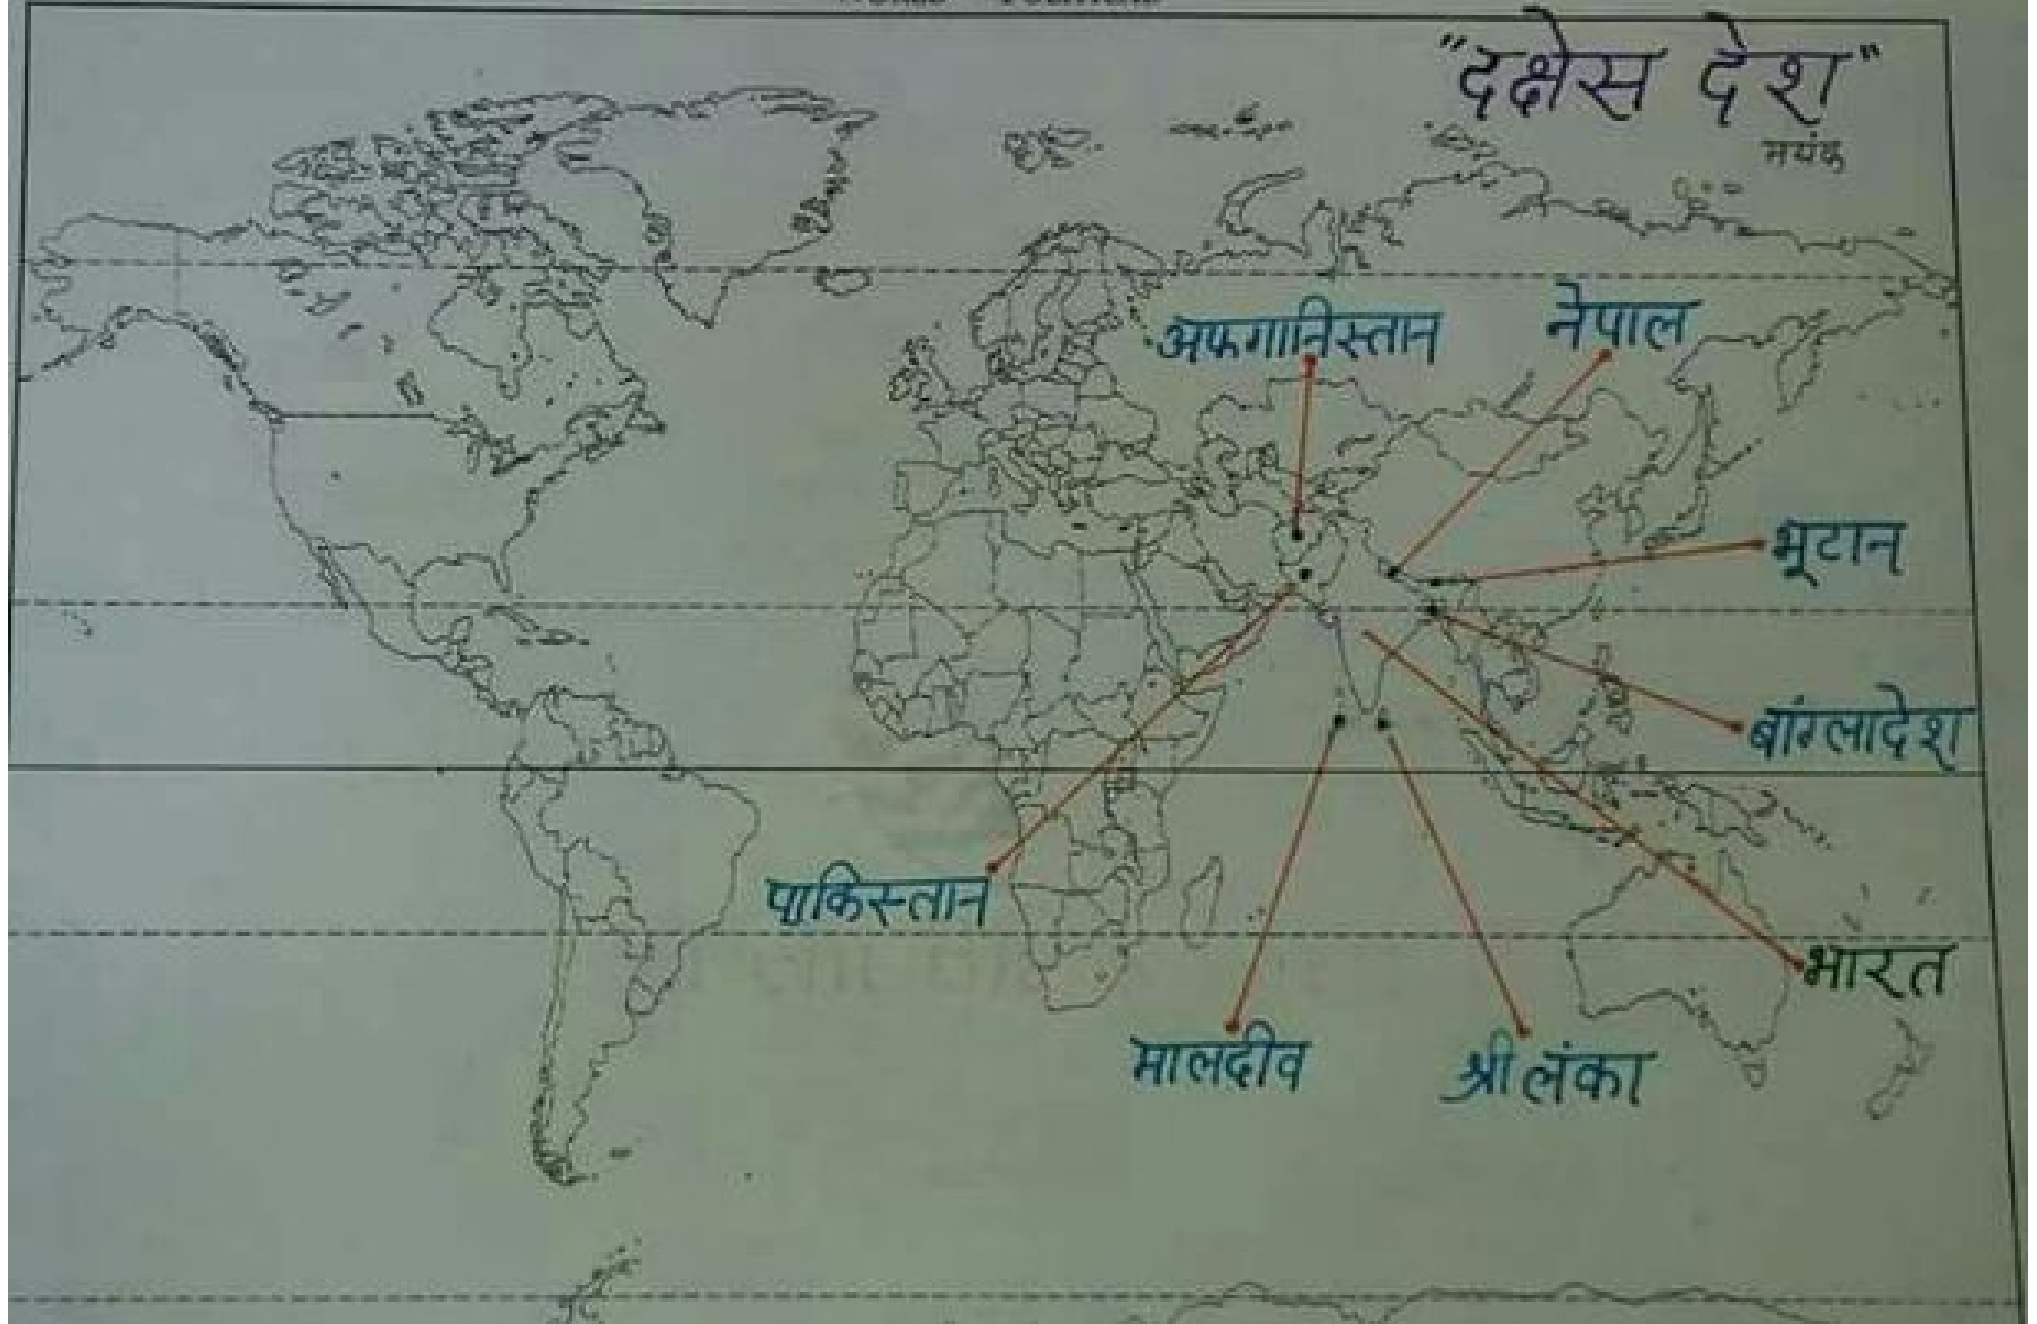 "दक्षेस देश"
मयंक
अफगानिस्तान
नेपाल
भूटान
बांग्लादेश
पाकिस्तान
भारत
मालदीव
श्रीलंका